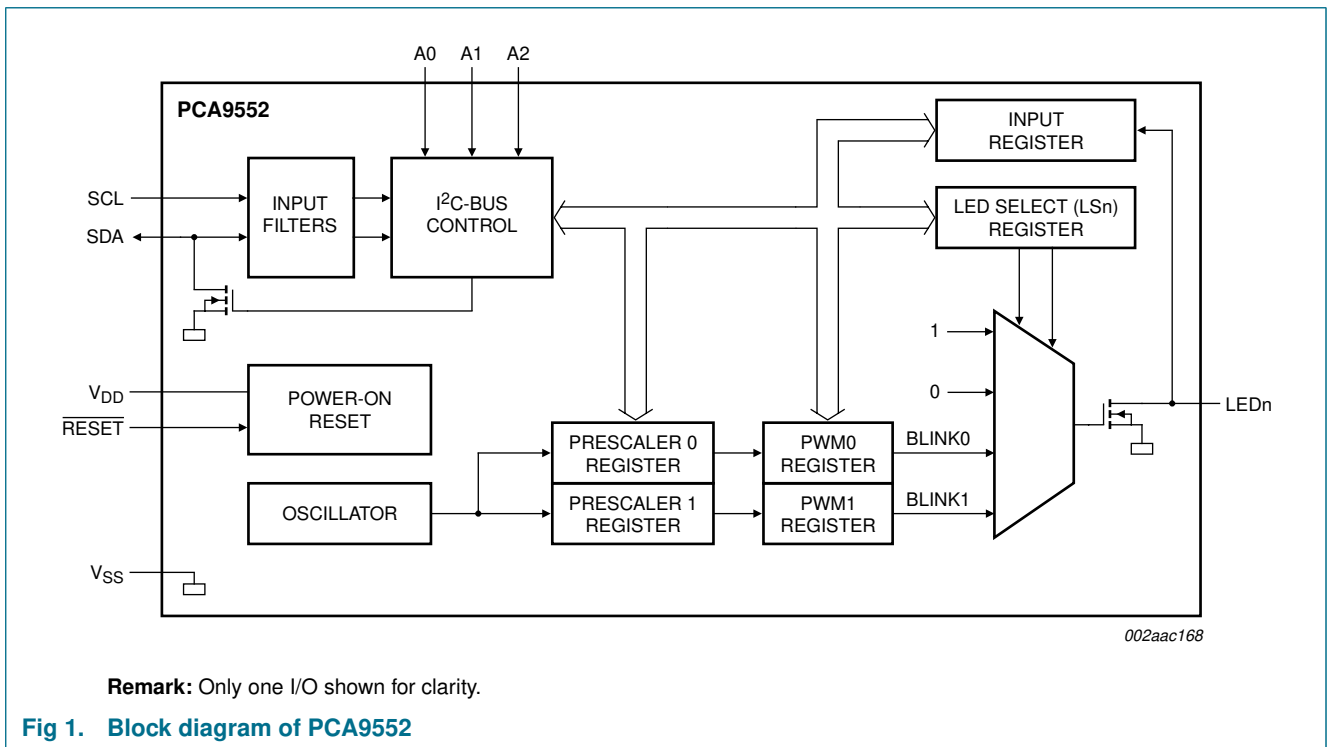 A0 A1 A2
PCA9552
INPUT
REGISTER
SCL
SDA
INPUT
FILTERS
I²C-BUS
CONTROL
LED SELECT (LSn)
REGISTER
1
0
VDD
RESET
POWER-ON
RESET
LEDn
PRESCALER 0
REGISTER
PWM0
REGISTER
BLINK0
OSCILLATOR
PRESCALER 1
REGISTER
PWM1
REGISTER
BLINK1
VSS
002aac168
Remark: Only one I/O shown for clarity.
Fig 1. Block diagram of PCA9552